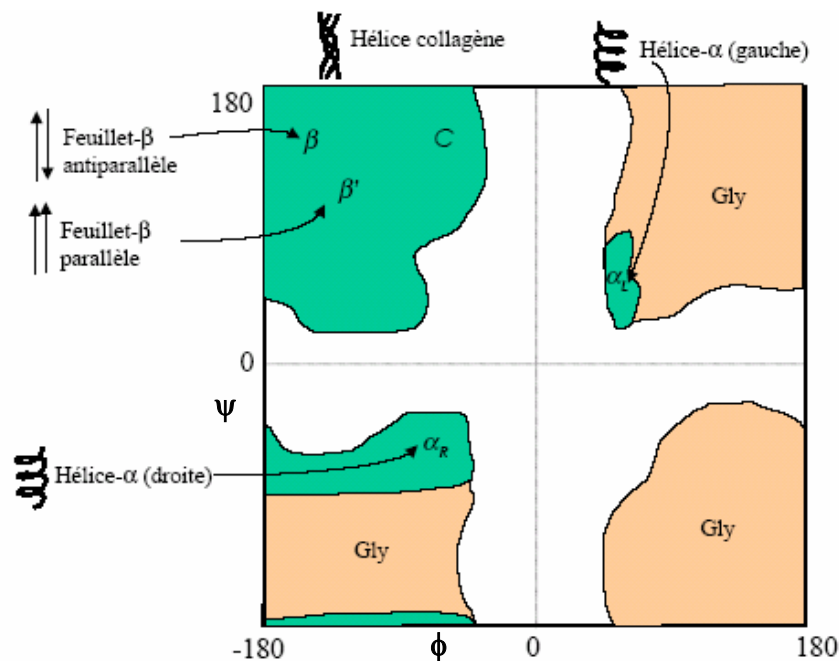 Hélice collagène
Hélice-α (gauche)
180
Feuillet-β
antiparallèle
β
C
β'
Gly
Feuillet-β
parallèle
α_L
0
ψ
α_R
Hélice-α (droite)
Gly
Gly
-180
ϕ
0
180